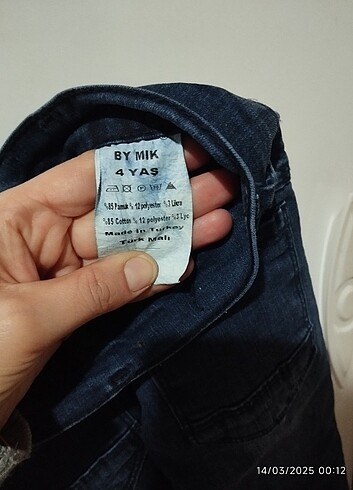 BY MIK
4 YAŞ
%85 Pamuk % 12 polyester %3 Likra
%85 Cotton % 12 polyester %3 Lyc
Made in Turkey
Türk Malı
14/03/2025 00:12